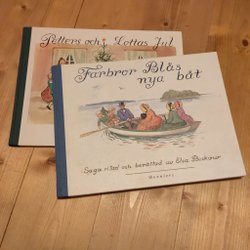 Petters och Lottas Jul
Farbror Blås
nya båt
Saga ritad och berättad av Elsa Beskow
Bonniers